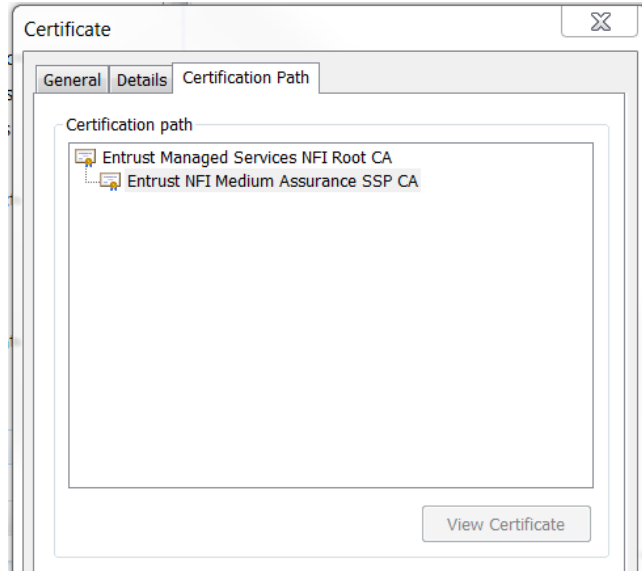 Certificate
General Details Certification Path
Certification path
Entrust Managed Services NFI Root CA
Entrust NFI Medium Assurance SSP CA
View Certificate